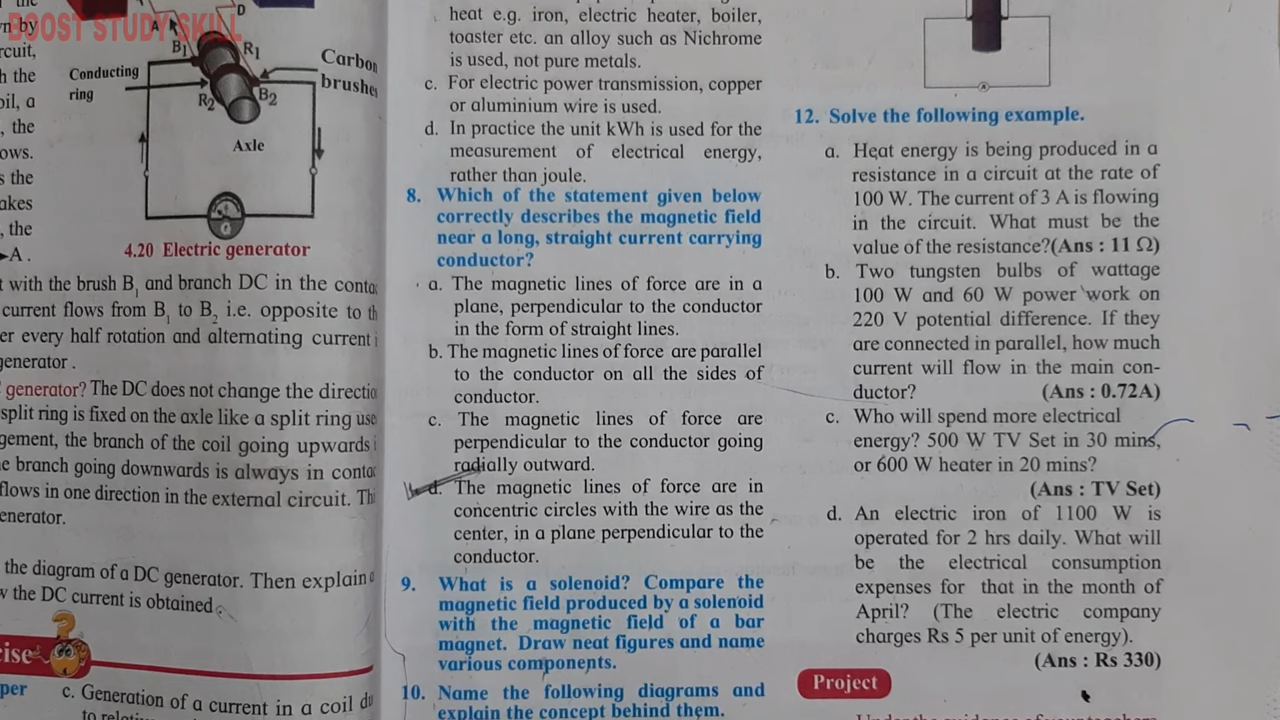 BOOST STUDY SKILL
n by
rcuit,
h the
oil, a
, the
ows.
s the
akes
, the
A .
D
B1
R1
Conducting
ring
R2
B2
Carbon
brushes
Axle
G
4.20 Electric generator
t with the brush B1 and branch DC in the conta
current flows from B1 to B2 i.e. opposite to th
er every half rotation and alternating current i
generator .
generator? The DC does not change the directio
split ring is fixed on the axle like a split ring use
gement, the branch of the coil going upwards i
e branch going downwards is always in contac
flows in one direction in the external circuit. Thi
enerator.
the diagram of a DC generator. Then explain
w the DC current is obtained.
cise
per
c. Generation of a current in a coil du
heat e.g. iron, electric heater, boiler,
toaster etc. an alloy such as Nichrome
is used, not pure metals.
c. For electric power transmission, copper
or aluminium wire is used.
d. In practice the unit kWh is used for the
measurement of electrical energy,
rather than joule.
8. Which of the statement given below
correctly describes the magnetic field
near a long, straight current carrying
conductor?
a. The magnetic lines of force are in a
plane, perpendicular to the conductor
in the form of straight lines.
b. The magnetic lines of force are parallel
to the conductor on all the sides of
conductor.
c. The magnetic lines of force are
perpendicular to the conductor going
radially outward.
d. The magnetic lines of force are in
concentric circles with the wire as the
center, in a plane perpendicular to the
conductor.
9. What is a solenoid? Compare the
magnetic field produced by a solenoid
with the magnetic field of a bar
magnet. Draw neat figures and name
various components.
10. Name the following diagrams and
explain the concept behind them.
A
12. Solve the following example.
a. Heat energy is being produced in a
resistance in a circuit at the rate of
100 W. The current of 3 A is flowing
in the circuit. What must be the
value of the resistance?(Ans : 11 Ω)
b. Two tungsten bulbs of wattage
100 W and 60 W power work on
220 V potential difference. If they
are connected in parallel, how much
current will flow in the main con-
ductor? (Ans : 0.72A)
c. Who will spend more electrical
energy? 500 W TV Set in 30 mins,
or 600 W heater in 20 mins?
(Ans : TV Set)
d. An electric iron of 1100 W is
operated for 2 hrs daily. What will
be the electrical consumption
expenses for that in the month of
April? (The electric company
charges Rs 5 per unit of energy).
(Ans : Rs 330)
Project